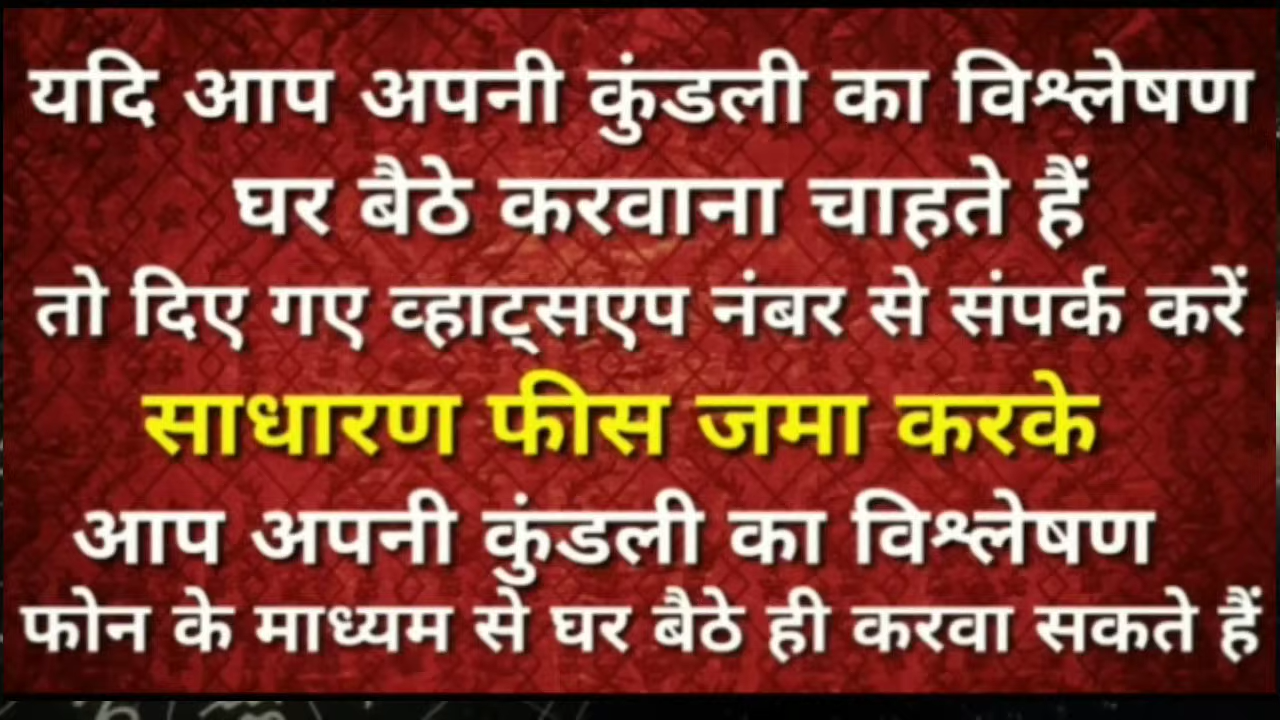 यदि आप अपनी कुंडली का विश्लेषण
घर बैठे करवाना चाहते हैं
तो दिए गए व्हाट्सएप नंबर से संपर्क करें
साधारण फीस जमा करके
आप अपनी कुंडली का विश्लेषण
फोन के माध्यम से घर बैठे ही करवा सकते हैं